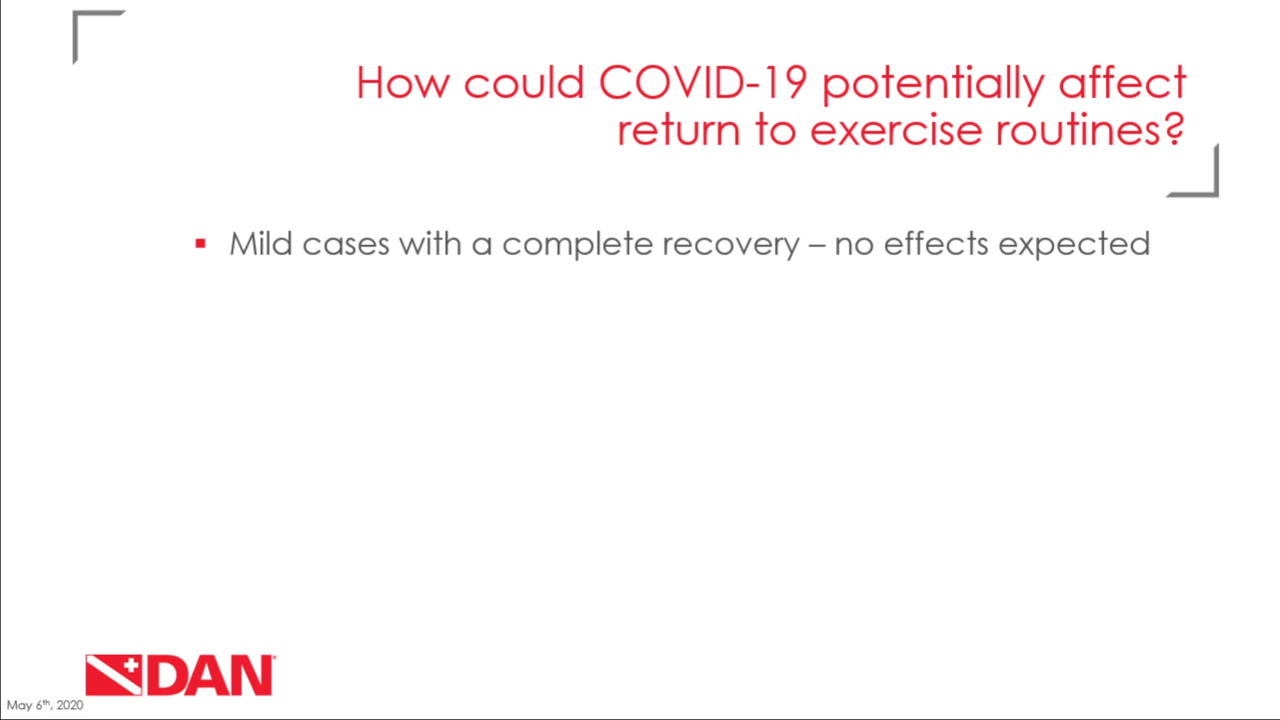 How could COVID-19 potentially affect
return to exercise routines?
▪ Mild cases with a complete recovery – no effects expected
DAN
May 6th, 2020